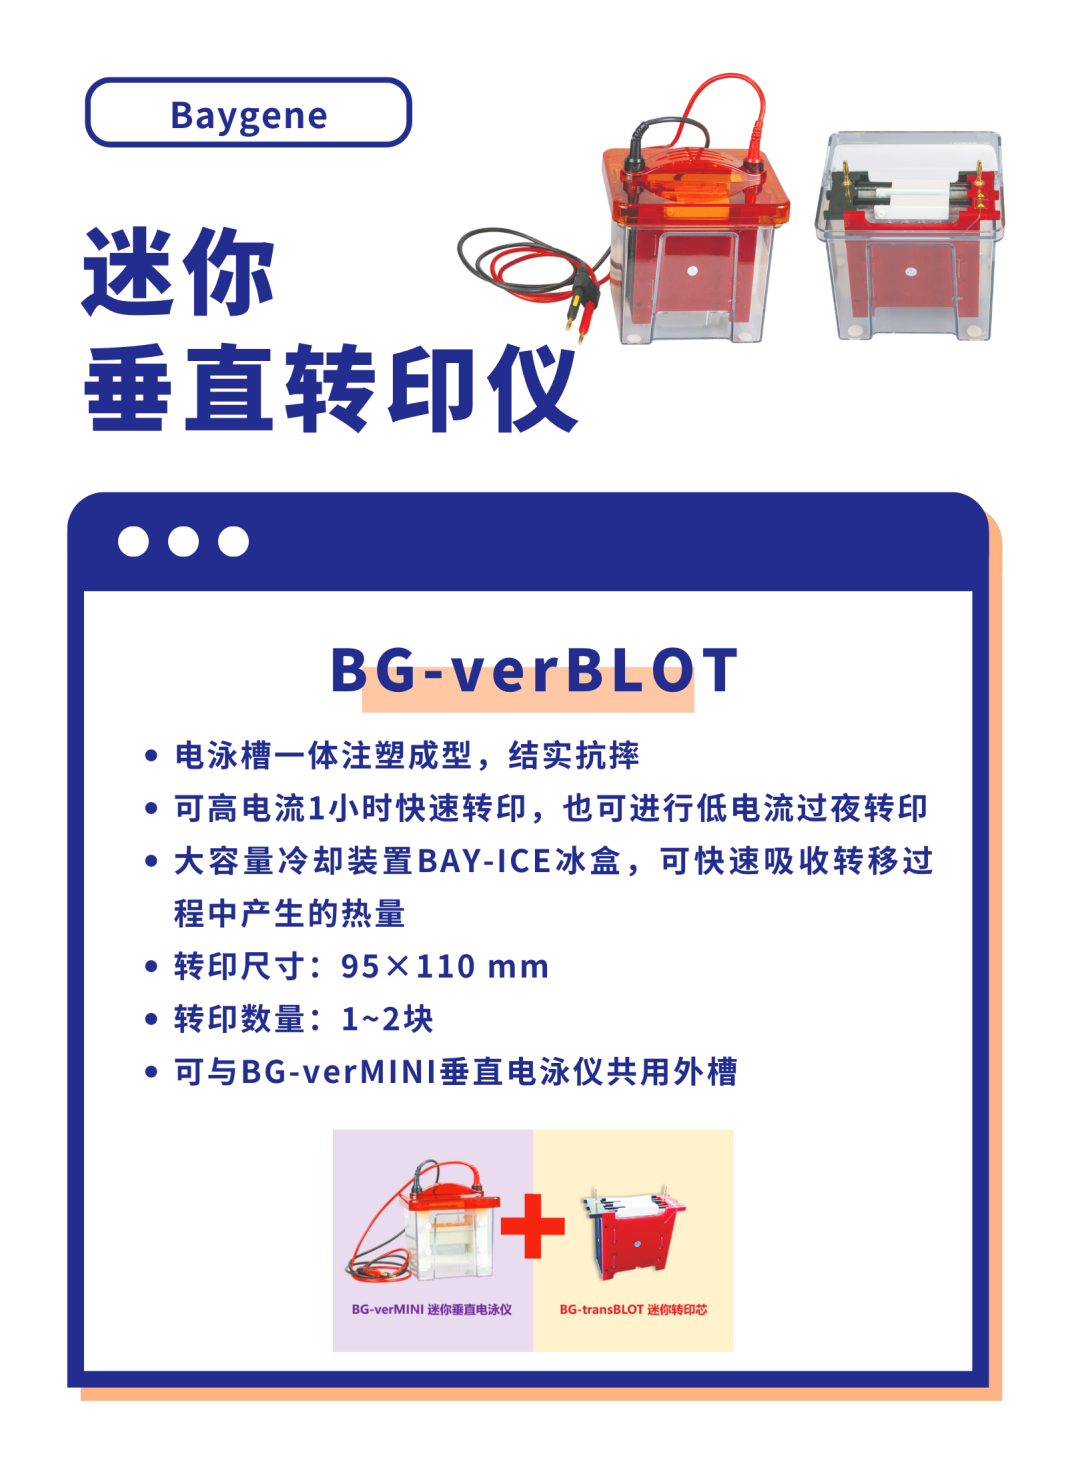 Baygene
迷你
垂直转印仪
BG-verBLOT
• 电泳槽一体注塑成型，结实抗摔
• 可高电流1小时快速转印，也可进行低电流过夜转印
• 大容量冷却装置BAY-ICE冰盒，可快速吸收转移过
程中产生的热量
• 转印尺寸：95×110 mm
• 转印数量：1~2块
• 可与BG-verMINI垂直电泳仪共用外槽
BG-verMINI 迷你垂直电泳仪
BG-transBLOT 迷你转印芯